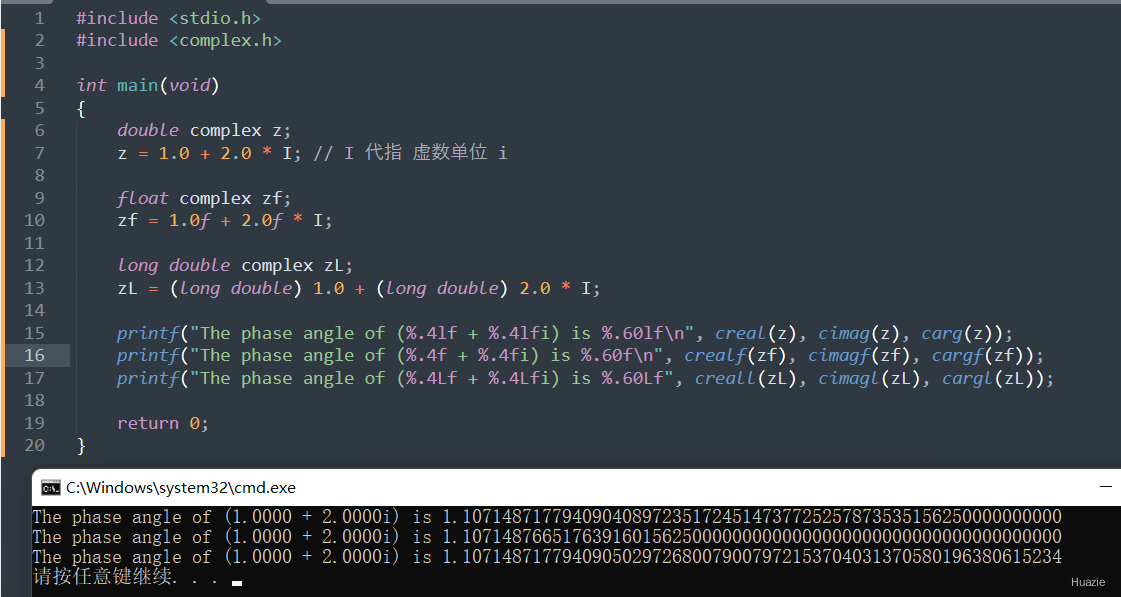 1 #include <stdio.h>
2 #include <complex.h>
3
4 int main(void)
5 {
6 double complex z;
7 z = 1.0 + 2.0 * I; // I 代指 虚数单位 i
8
9 float complex zf;
10 zf = 1.0f + 2.0f * I;
11
12 long double complex zL;
13 zL = (long double) 1.0 + (long double) 2.0 * I;
14
15 printf("The phase angle of (%.4lf + %.4lfi) is %.60lf\n", creal(z), cimag(z), carg(z));
16 printf("The phase angle of (%.4f + %.4fi) is %.60f\n", crealf(zf), cimagf(zf), cargf(zf));
17 printf("The phase angle of (%.4Lf + %.4Lfi) is %.60Lf", creall(zL), cimagl(zL), cargl(zL));
18
19 return 0;
20 }
C:\Windows\system32\cmd.exe
The phase angle of (1.0000 + 2.0000i) is 1.107148717794090408972351724514737725257873535156250000000000
The phase angle of (1.0000 + 2.0000i) is 1.107148766517639160156250000000000000000000000000000000000000
The phase angle of (1.0000 + 2.0000i) is 1.107148717794090502972680079007972153704031370580196380615234
请按任意键继续. . .
Huazie